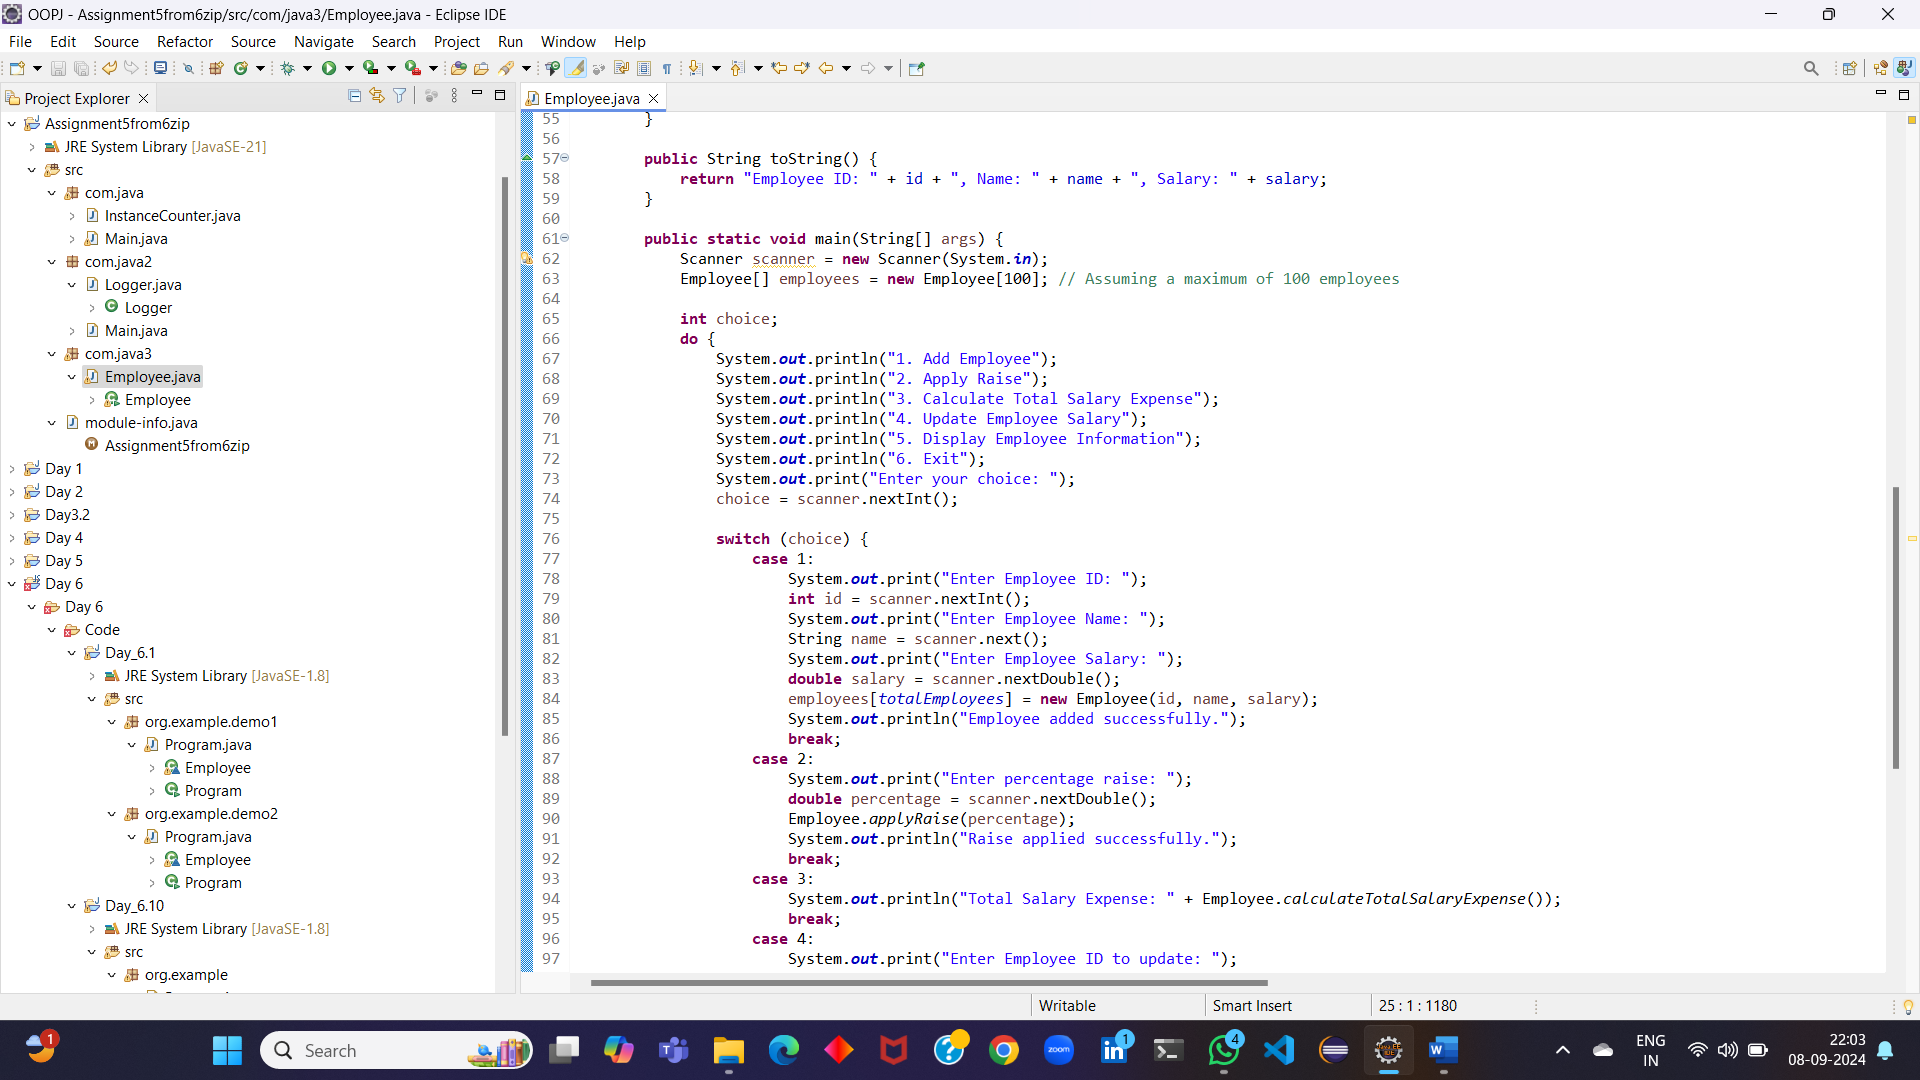 OOPJ - Assignment5from6zip/src/com/java3/Employee.java - Eclipse IDE
File Edit Source Refactor Source Navigate Search Project Run Window Help
Project Explorer
Assignment5from6zip
JRE System Library [JavaSE-21]
src
com.java
InstanceCounter.java
Main.java
com.java2
Logger.java
Logger
Main.java
com.java3
Employee.java
Employee
module-info.java
Assignment5from6zip
Day 1
Day 2
Day3.2
Day 4
Day 5
Day 6
Day 6
Code
Day_6.1
JRE System Library [JavaSE-1.8]
src
org.example.demo1
Program.java
Employee
Program
org.example.demo2
Program.java
Employee
Program
Day_6.10
JRE System Library [JavaSE-1.8]
src
org.example
Employee.java
55 }
56
57 public String toString() {
58 return "Employee ID: " + id + ", Name: " + name + ", Salary: " + salary;
59 }
60
61 public static void main(String[] args) {
62 Scanner scanner = new Scanner(System.in);
63 Employee[] employees = new Employee[100]; // Assuming a maximum of 100 employees
64
65 int choice;
66 do {
67 System.out.println("1. Add Employee");
68 System.out.println("2. Apply Raise");
69 System.out.println("3. Calculate Total Salary Expense");
70 System.out.println("4. Update Employee Salary");
71 System.out.println("5. Display Employee Information");
72 System.out.println("6. Exit");
73 System.out.print("Enter your choice: ");
74 choice = scanner.nextInt();
75
76 switch (choice) {
77 case 1:
78 System.out.print("Enter Employee ID: ");
79 int id = scanner.nextInt();
80 System.out.print("Enter Employee Name: ");
81 String name = scanner.next();
82 System.out.print("Enter Employee Salary: ");
83 double salary = scanner.nextDouble();
84 employees[totalEmployees] = new Employee(id, name, salary);
85 System.out.println("Employee added successfully.");
86 break;
87 case 2:
88 System.out.print("Enter percentage raise: ");
89 double percentage = scanner.nextDouble();
90 Employee.applyRaise(percentage);
91 System.out.println("Raise applied successfully.");
92 break;
93 case 3:
94 System.out.println("Total Salary Expense: " + Employee.calculateTotalSalaryExpense());
95 break;
96 case 4:
97 System.out.print("Enter Employee ID to update: ");
Writable Smart Insert 25 : 1 : 1180
1
Search
zoom
1
4
ENG
IN
22:03
08-09-2024